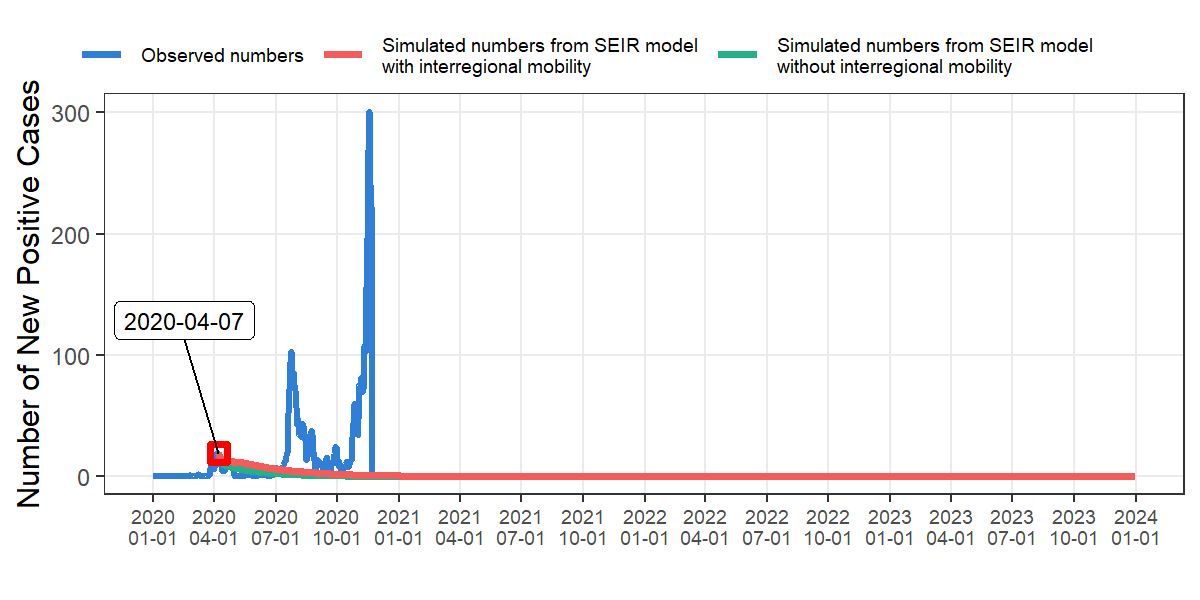 Observed numbers
Simulated numbers from SEIR model
with interregional mobility
Simulated numbers from SEIR model
without interregional mobility
Number of New Positive Cases
300
200
100
0
2020-04-07
2020 2020 2020 2020 2021 2021 2021 2021 2022 2022 2022 2022 2023 2023 2023 2023 2024
01-01 04-01 07-01 10-01 01-01 04-01 07-01 10-01 01-01 04-01 07-01 10-01 01-01 04-01 07-01 10-01 01-01